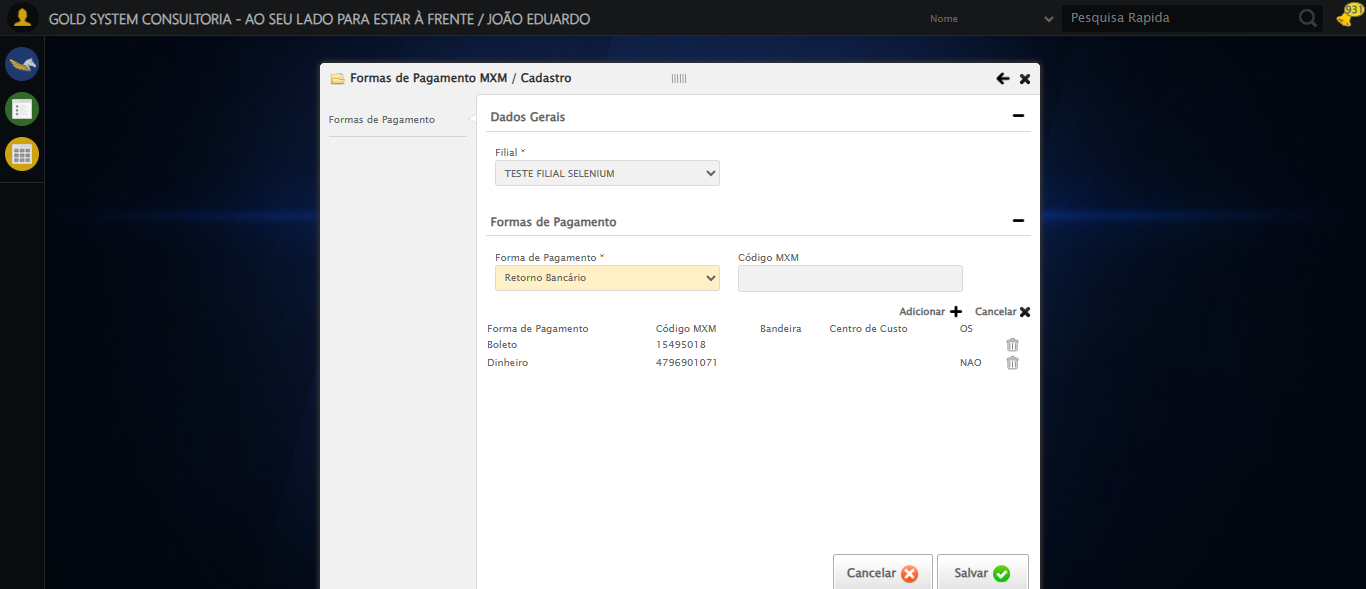 GOLD SYSTEM CONSULTORIA - AO SEU LADO PARA ESTAR À FRENTE / JOÃO EDUARDO
Nome
Pesquisa Rapida
931
Formas de Pagamento MXM / Cadastro
Formas de Pagamento
Dados Gerais
Filial *
TESTE FILIAL SELENIUM
Formas de Pagamento
Forma de Pagamento * Código MXM
Retorno Bancário
Adicionar Cancelar
Forma de Pagamento Código MXM Bandeira Centro de Custo OS
Boleto 15495018
Dinheiro 4796901071 NAO
Cancelar Salvar